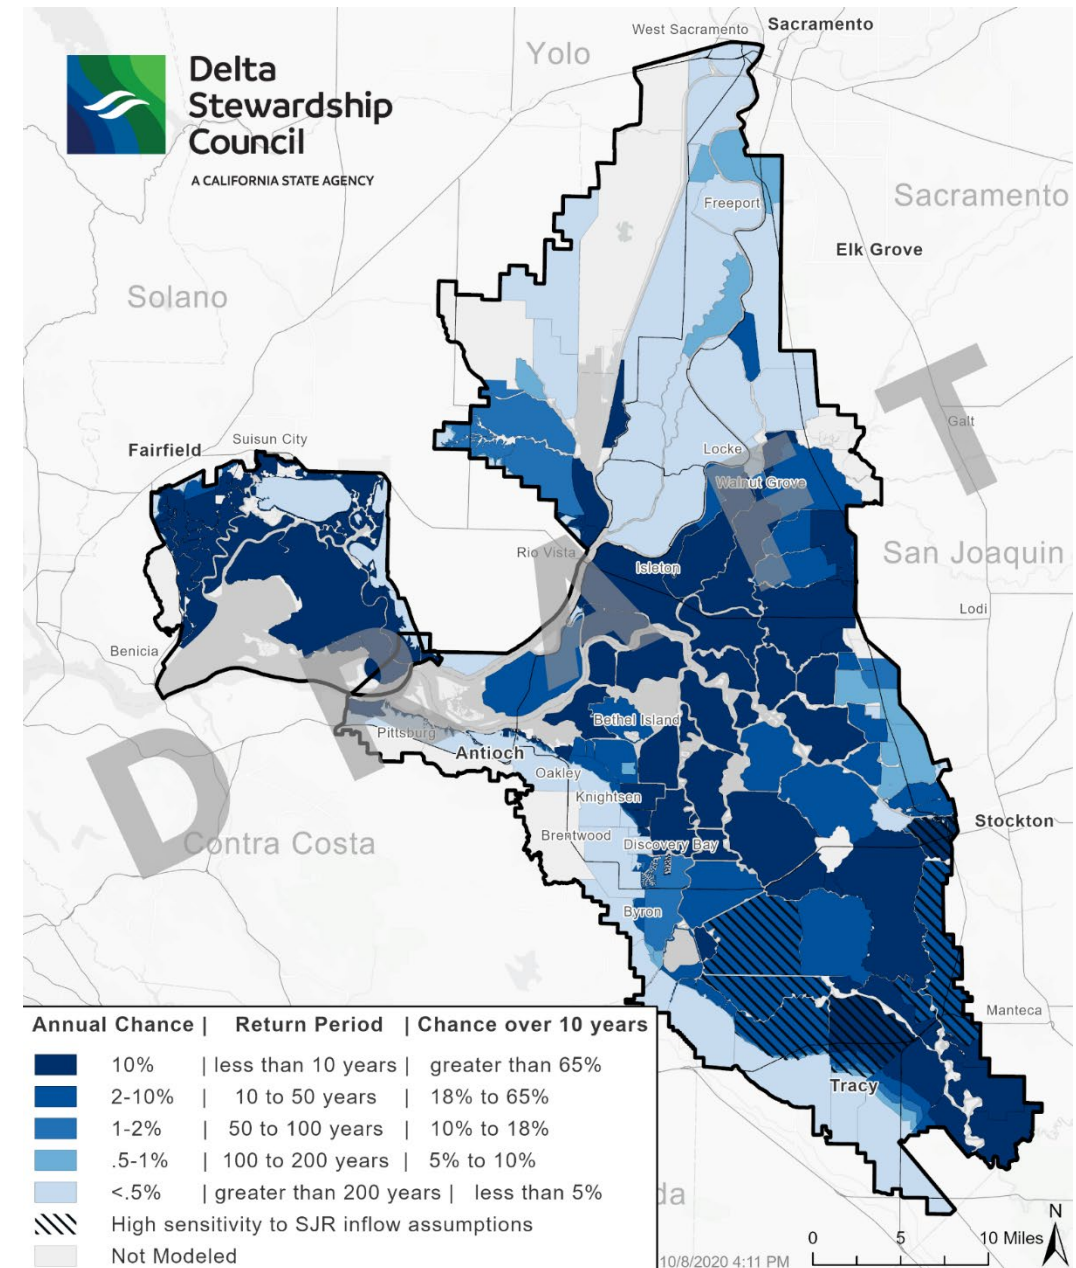 West Sacramento
Sacramento
Yolo
Delta
Stewardship
Council
A CALIFORNIA STATE AGENCY
Freeport
Sacramento
Elk Grove
Solano
Galt
Fairfield
Suisun City
Locke
Walnut Grove
Rio Vista
Isleton
San Joaquin
Lodi
Benicia
Pittsburg
Antioch
Bethel Island
Oakley
Knightsen
Brentwood
Discovery Bay
Stockton
Contra Costa
Byron
Manteca
Tracy
DRAFT
Annual Chance | Return Period | Chance over 10 years
10% | less than 10 years | greater than 65%
2-10% | 10 to 50 years | 18% to 65%
1-2% | 50 to 100 years | 10% to 18%
.5-1% | 100 to 200 years | 5% to 10%
<.5% | greater than 200 years | less than 5%
High sensitivity to SJR inflow assumptions
Not Modeled
da
N
0 5 10 Miles
10/8/2020 4:11 PM